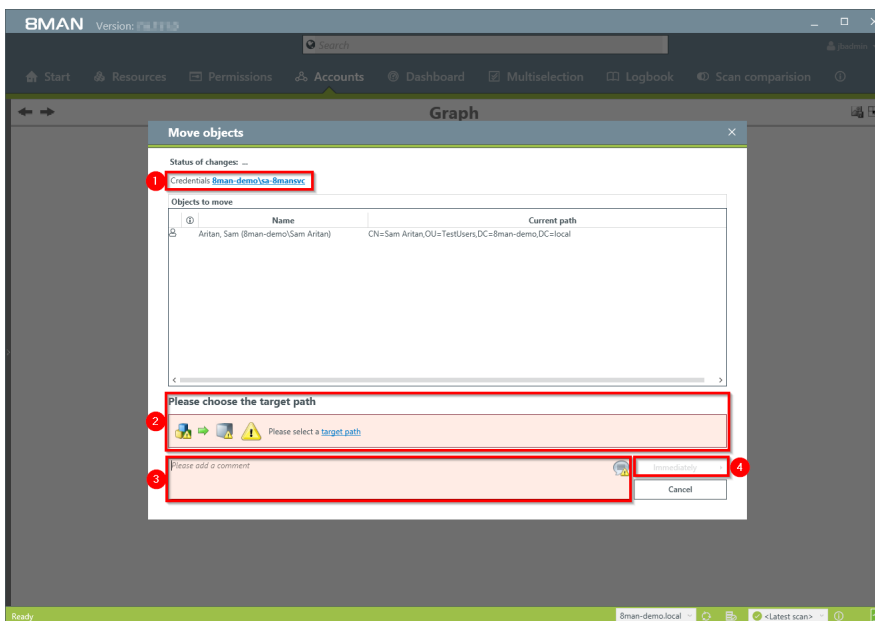 8MAN Version:
Search
jbadmin
Start Resources Permissions Accounts Dashboard Multiselection Logbook Scan comparision
Graph
Move objects
Status of changes: ...
1 Credentials 8man-demo\sa-8mansvc
Objects to move
Name Current path
Aritan, Sam (8man-demo\Sam Aritan) CN=Sam Aritan,OU=TestUsers,DC=8man-demo,DC=local
Please choose the target path
2 Please select a target path
Please add a comment Immediately 4
3
Cancel
Ready 8man-demo.local <Latest scan>